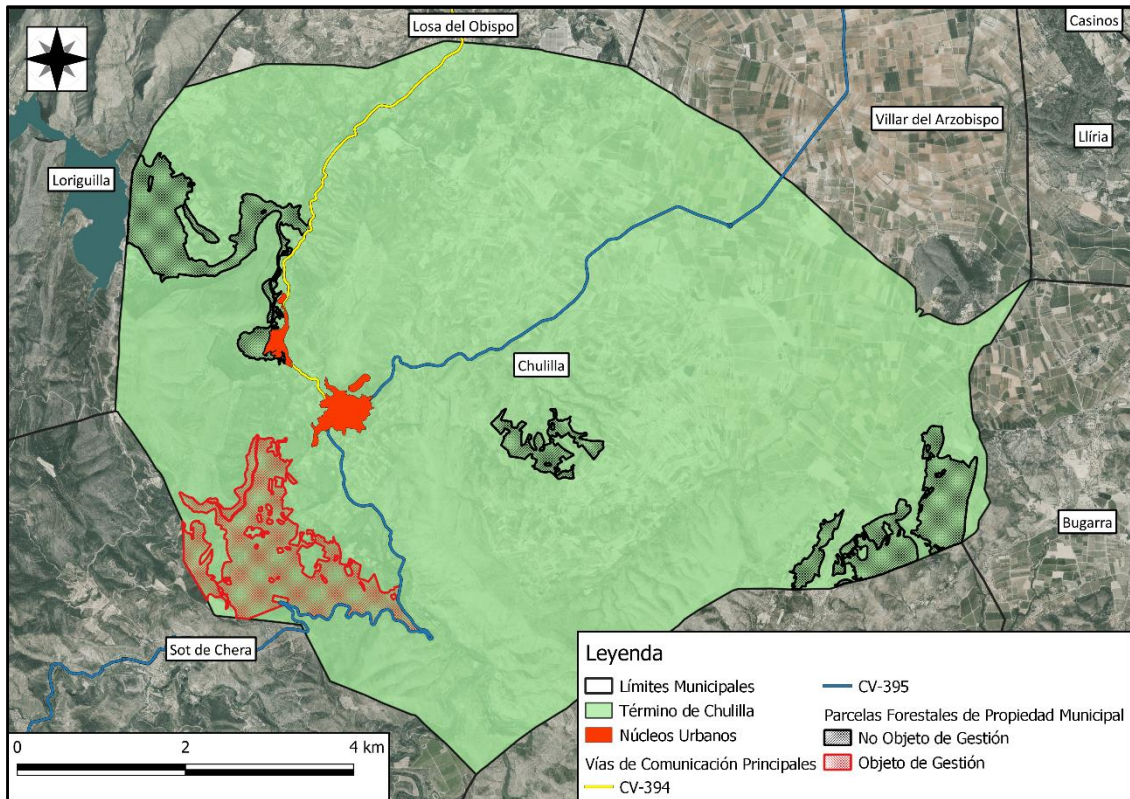 Losa del Obispo
Casinos
Villar del Arzobispo
Llíria
Loriguilla
Chulilla
Bugarra
Sot de Chera
0 2 4 km
Leyenda
Límites Municipales
Término de Chulilla
Núcleos Urbanos
Vías de Comunicación Principales
CV-394
CV-395
Parcelas Forestales de Propiedad Municipal
No Objeto de Gestión
Objeto de Gestión